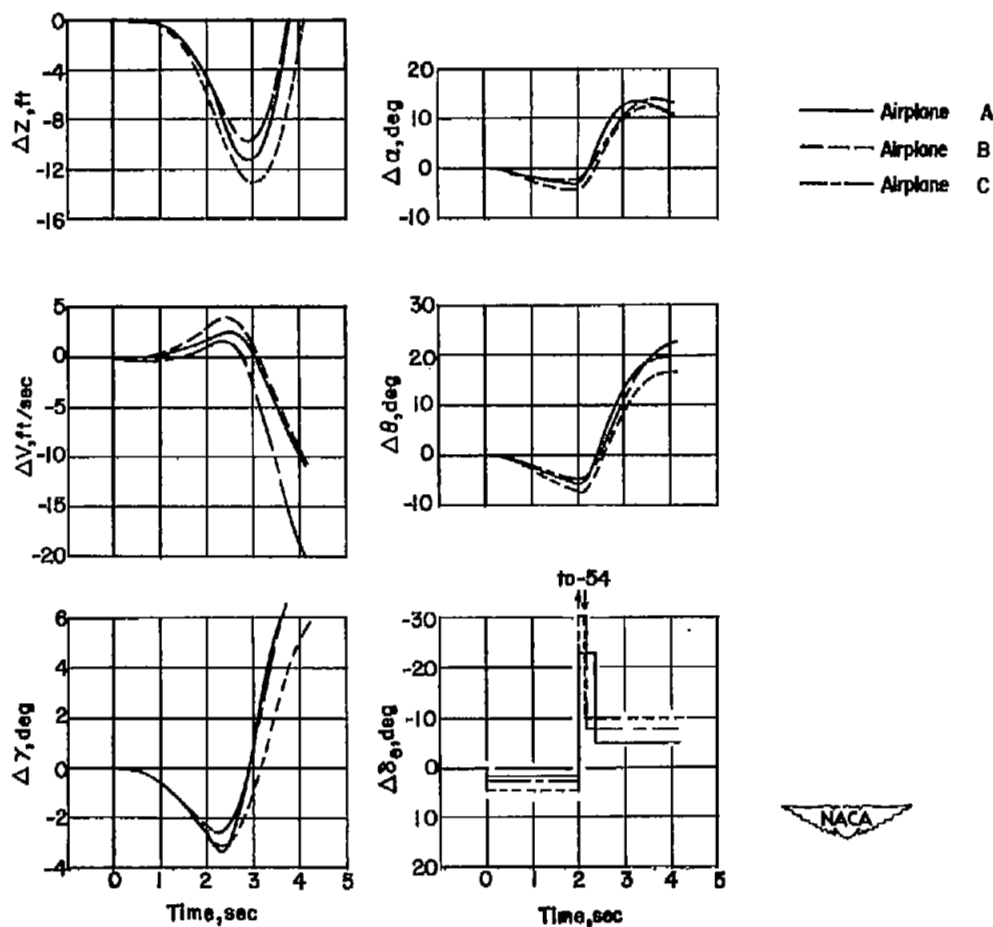 ΔZ, ft
0
-4
-8
-12
-16
Δα, deg
20
10
0
-10
Airplane A
Airplane B
Airplane C
ΔV, ft/sec
5
0
-5
-10
-15
-20
Δθ, deg
30
20
10
0
-10
to-54
Δγ, deg
6
4
2
0
-2
-4
0 1 2 3 4 5
Time, sec
Δδe, deg
-30
-20
-10
0
10
20
0 1 2 3 4 5
Time, sec
NACA